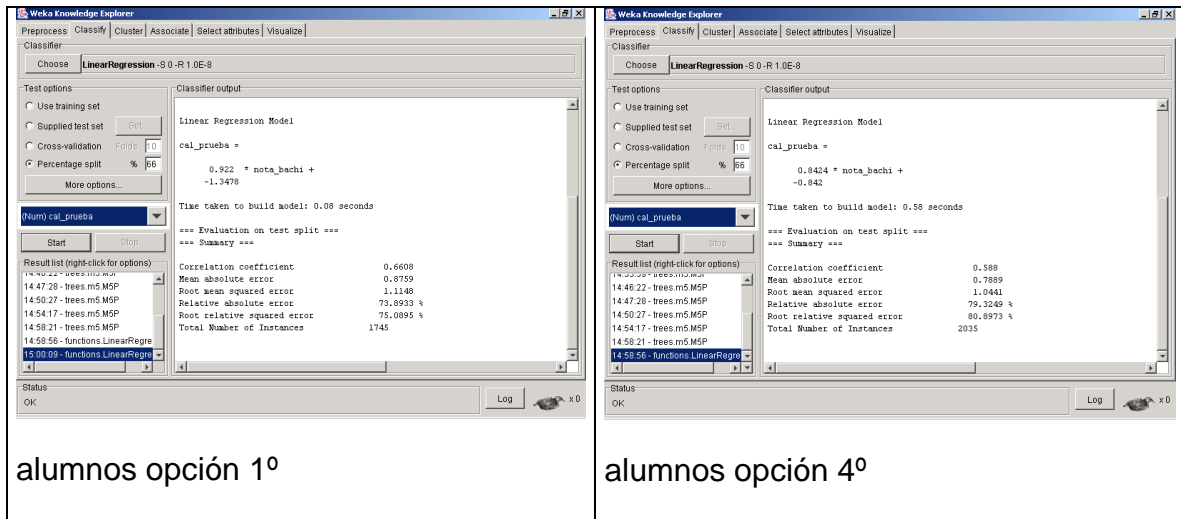 Weka Knowledge Explorer
Preprocess Classify Cluster Associate Select attributes Visualize
Classifier
Choose LinearRegression -S 0 -R 1.0E-8
Test options
Use training set
Supplied test set Set...
Cross-validation Folds 10
Percentage split % 66
More options...
(Num) cal_prueba
Start Stop
Result list (right-click for options)
14:46:22 - trees.m5.M5P
14:47:28 - trees.m5.M5P
14:50:27 - trees.m5.M5P
14:54:17 - trees.m5.M5P
14:58:21 - trees.m5.M5P
14:58:56 - functions.LinearRegre
15:00:09 - functions.LinearRegre
Classifier output
Linear Regression Model
cal_prueba =
0.922 * nota_bachi +
-1.3478
Time taken to build model: 0.08 seconds
=== Evaluation on test split ===
=== Summary ===
Correlation coefficient 0.6608
Mean absolute error 0.8759
Root mean squared error 1.1148
Relative absolute error 73.8933 %
Root relative squared error 75.0895 %
Total Number of Instances 1745
Status
OK
Log x 0
alumnos opción 1º
Weka Knowledge Explorer
Preprocess Classify Cluster Associate Select attributes Visualize
Classifier
Choose LinearRegression -S 0 -R 1.0E-8
Test options
Use training set
Supplied test set Set...
Cross-validation Folds 10
Percentage split % 66
More options...
(Num) cal_prueba
Start Stop
Result list (right-click for options)
14:46:22 - trees.m5.M5P
14:47:28 - trees.m5.M5P
14:50:27 - trees.m5.M5P
14:54:17 - trees.m5.M5P
14:58:21 - trees.m5.M5P
14:58:56 - functions.LinearRegre
Classifier output
Linear Regression Model
cal_prueba =
0.8424 * nota_bachi +
-0.842
Time taken to build model: 0.58 seconds
=== Evaluation on test split ===
=== Summary ===
Correlation coefficient 0.588
Mean absolute error 0.7889
Root mean squared error 1.0441
Relative absolute error 79.3249 %
Root relative squared error 80.8973 %
Total Number of Instances 2035
Status
OK
Log x 0
alumnos opción 4º